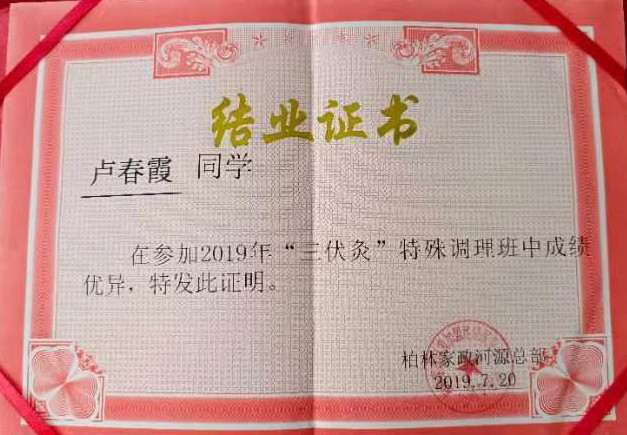 结业证书
卢春霞 同学
在参加2019年“三伏灸”特殊调理班中成绩
优异，特发此证明。
柏林家政河源总部
2019.7.20